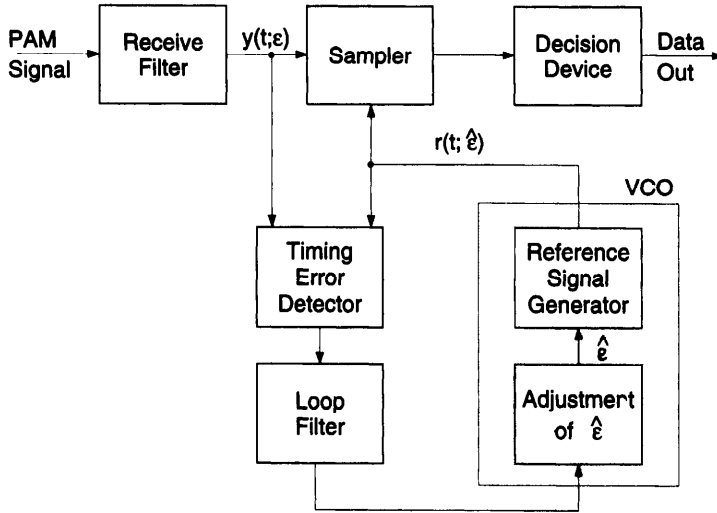 PAM
Signal
Receive
Filter
y(t;ε)
Sampler
Decision
Device
Data
Out
r(t; ε̂)
VCO
Timing
Error
Detector
Reference
Signal
Generator
ε̂
Loop
Filter
Adjustment
of ε̂